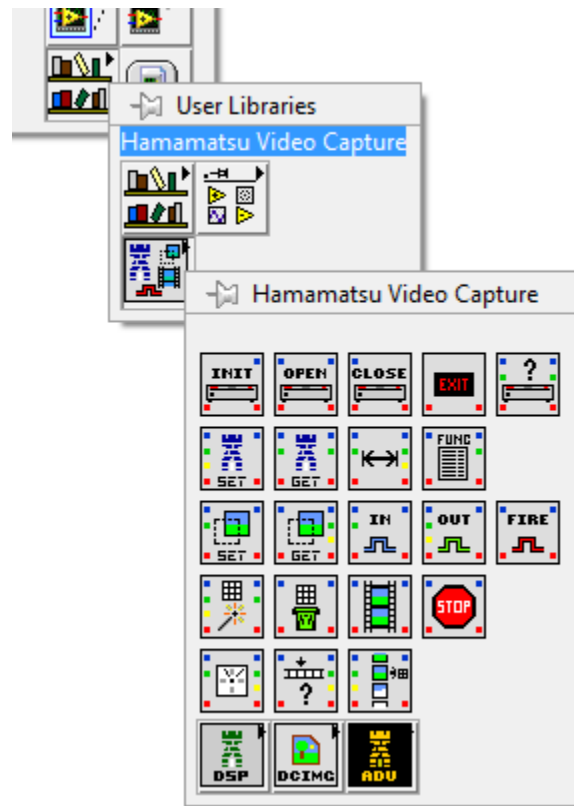 User Libraries
Hamamatsu Video Capture
Hamamatsu Video Capture
INIT OPEN CLOSE EXIT ?
SET GET FUNC
SET GET IN OUT FIRE
STOP
?
DSP DCIMG ADV